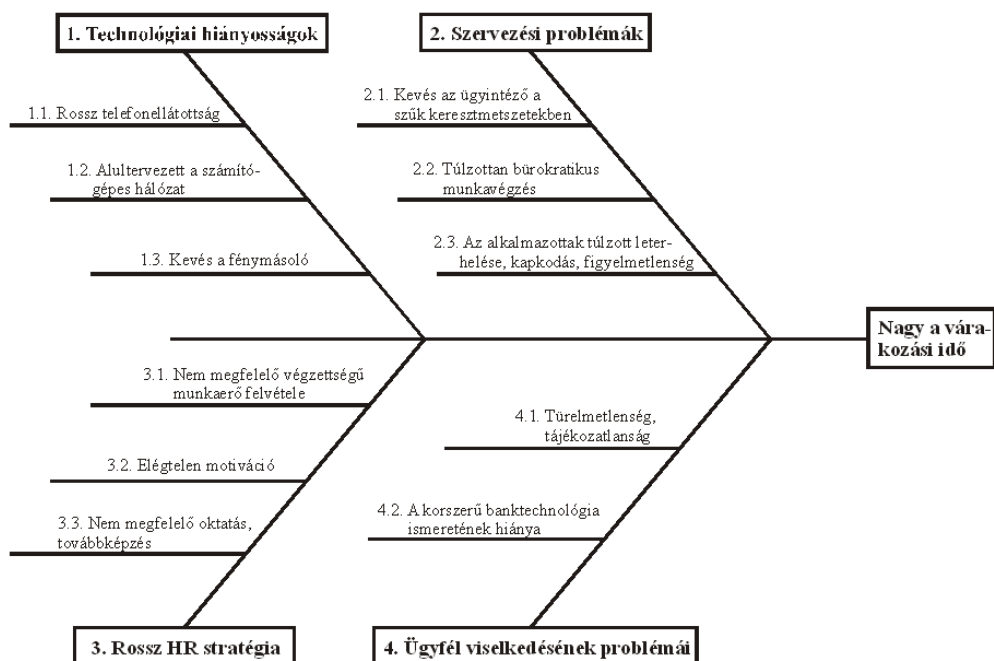 1. Technológiai hiányosságok
1.1. Rossz telefonellátottság
1.2. Alultervezett a számító-
gépes hálózat
1.3. Kevés a fénymásoló
2. Szervezési problémák
2.1. Kevés az ügyintéző a
szűk keresztmetszetekben
2.2. Túlzottan bürokratikus
munkavégzés
2.3. Az alkalmazottak túlzott leter-
helése, kapkodás, figyelmetlenség
Nagy a vára-
kozási idő
3.1. Nem megfelelő végzettségű
munkaerő felvétele
3.2. Elégtelen motiváció
3.3. Nem megfelelő oktatás,
továbbképzés
3. Rossz HR stratégia
4.1. Türelmetlenség,
tájékozatlanság
4.2. A korszerű banktechnológia
ismeretének hiánya
4. Ügyfél viselkedésének problémái